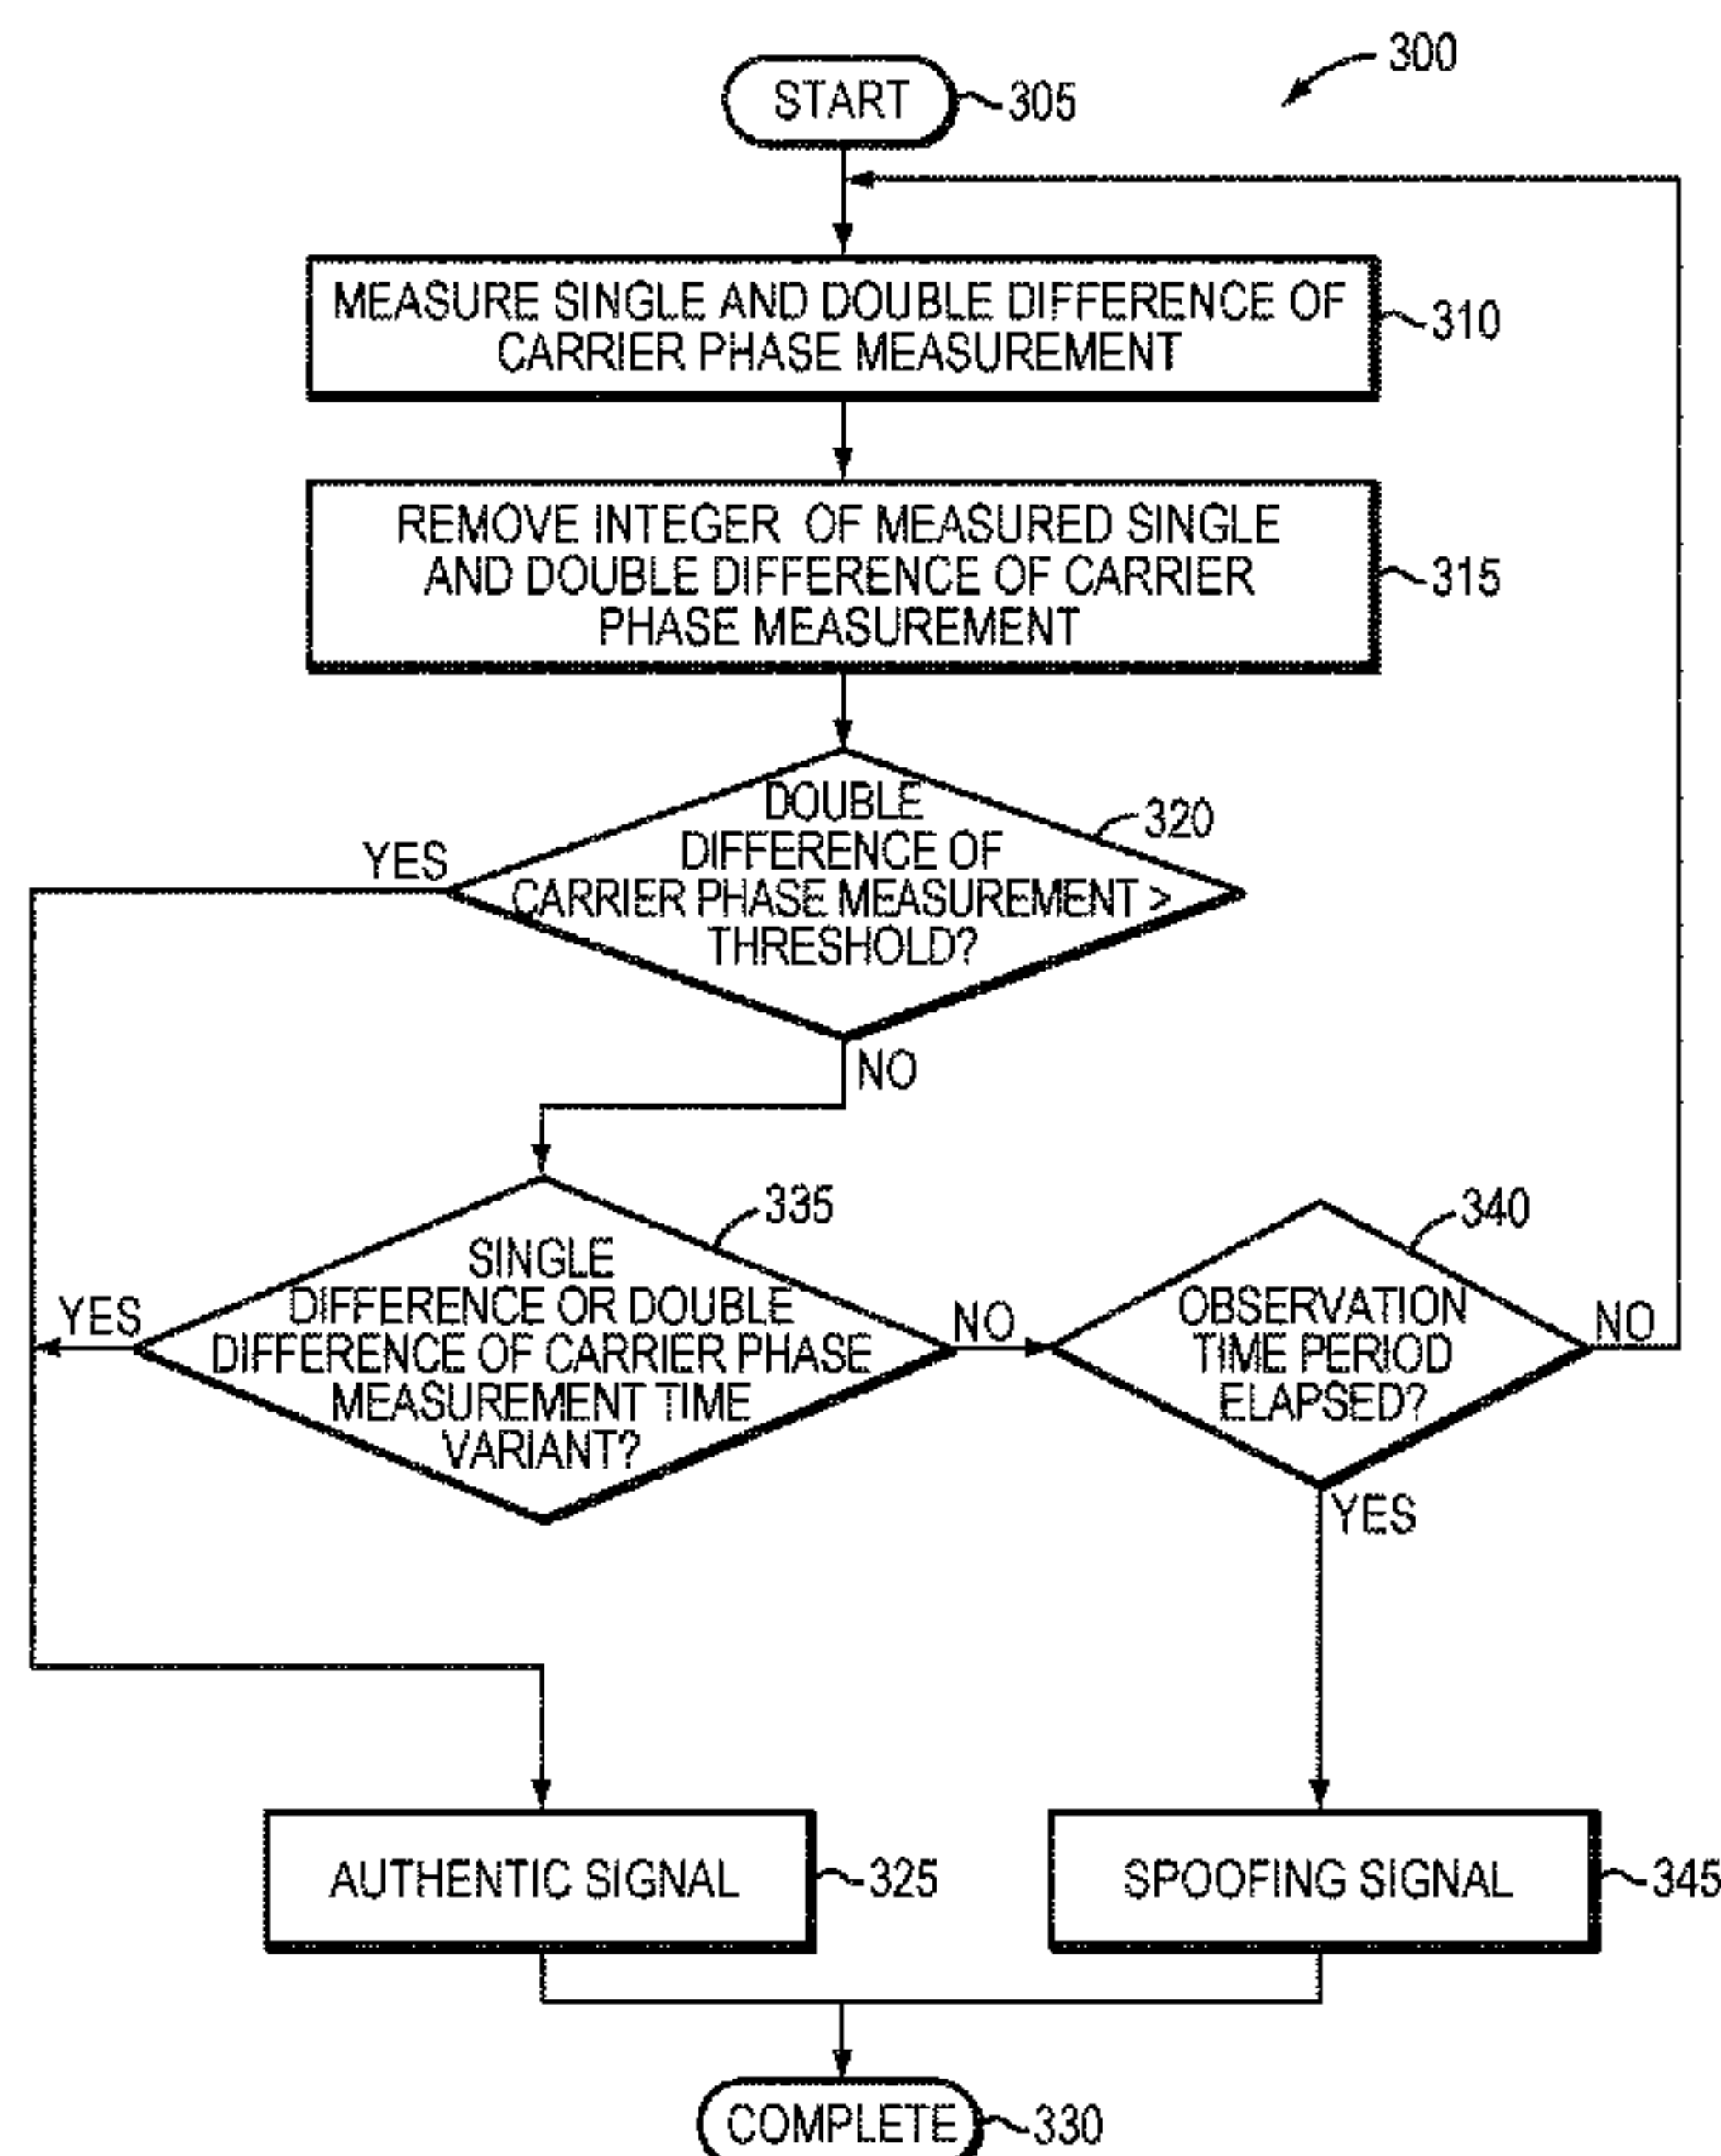 300
START
305
MEASURE SINGLE AND DOUBLE DIFFERENCE OF
CARRIER PHASE MEASUREMENT
310
REMOVE INTEGER OF MEASURED SINGLE
AND DOUBLE DIFFERENCE OF CARRIER
PHASE MEASUREMENT
315
DOUBLE
DIFFERENCE OF
CARRIER PHASE MEASUREMENT >
THRESHOLD?
320
YES
NO
SINGLE
DIFFERENCE OR DOUBLE
DIFFERENCE OF CARRIER PHASE
MEASUREMENT TIME
VARIANT?
335
YES
NO
OBSERVATION
TIME PERIOD
ELAPSED?
340
NO
YES
AUTHENTIC SIGNAL
325
SPOOFING SIGNAL
345
COMPLETE
330